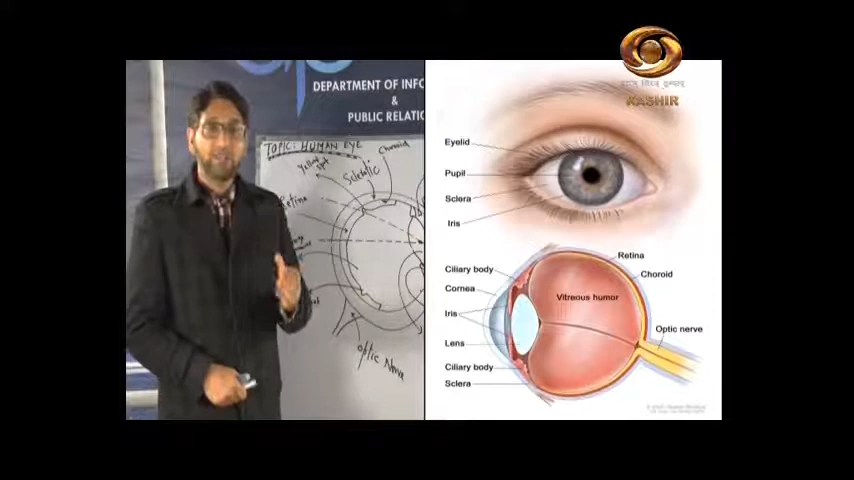 KASHIR
DEPARTMENT OF INFO
&
PUBLIC RELATIO
TOPIC: HUMAN EYE
Choroid
Yellow
Spot
Sclerotic
Retina
Optic Nerve
Eyelid
Pupil
Sclera
Iris
Retina
Ciliary body
Choroid
Cornea
Vitreous humor
Iris
Optic nerve
Lens
Ciliary body
Sclera